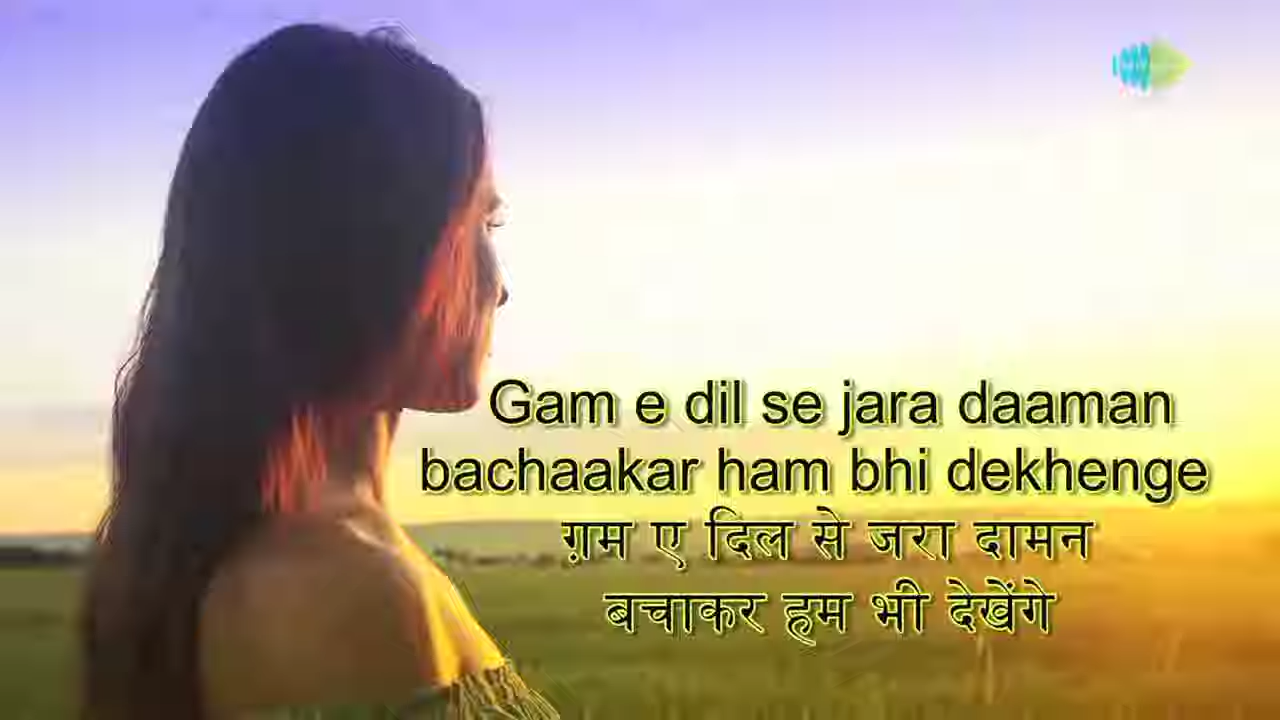 Gam e dil se jara daaman
bachaakar ham bhi dekhenge
ग़म ए दिल से जरा दामन
बचाकर हम भी देखेंगे